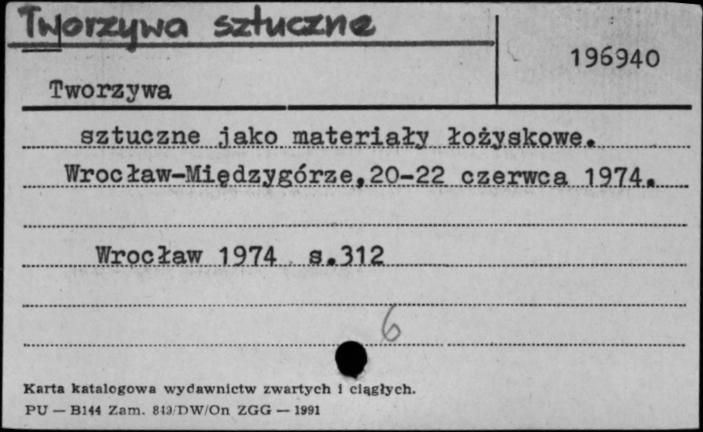 Tworzywa sztuczne
196940
Tworzywa
sztuczne jako materiały łożyskowe.
Wrocław-Międzygórze,20-22 czerwca 1974.
Wrocław 1974 s.312
6
Karta katalogowa wydawnictw zwartych i ciągłych.
PU — B144 Zam. 849/DW/On ZGG — 1991